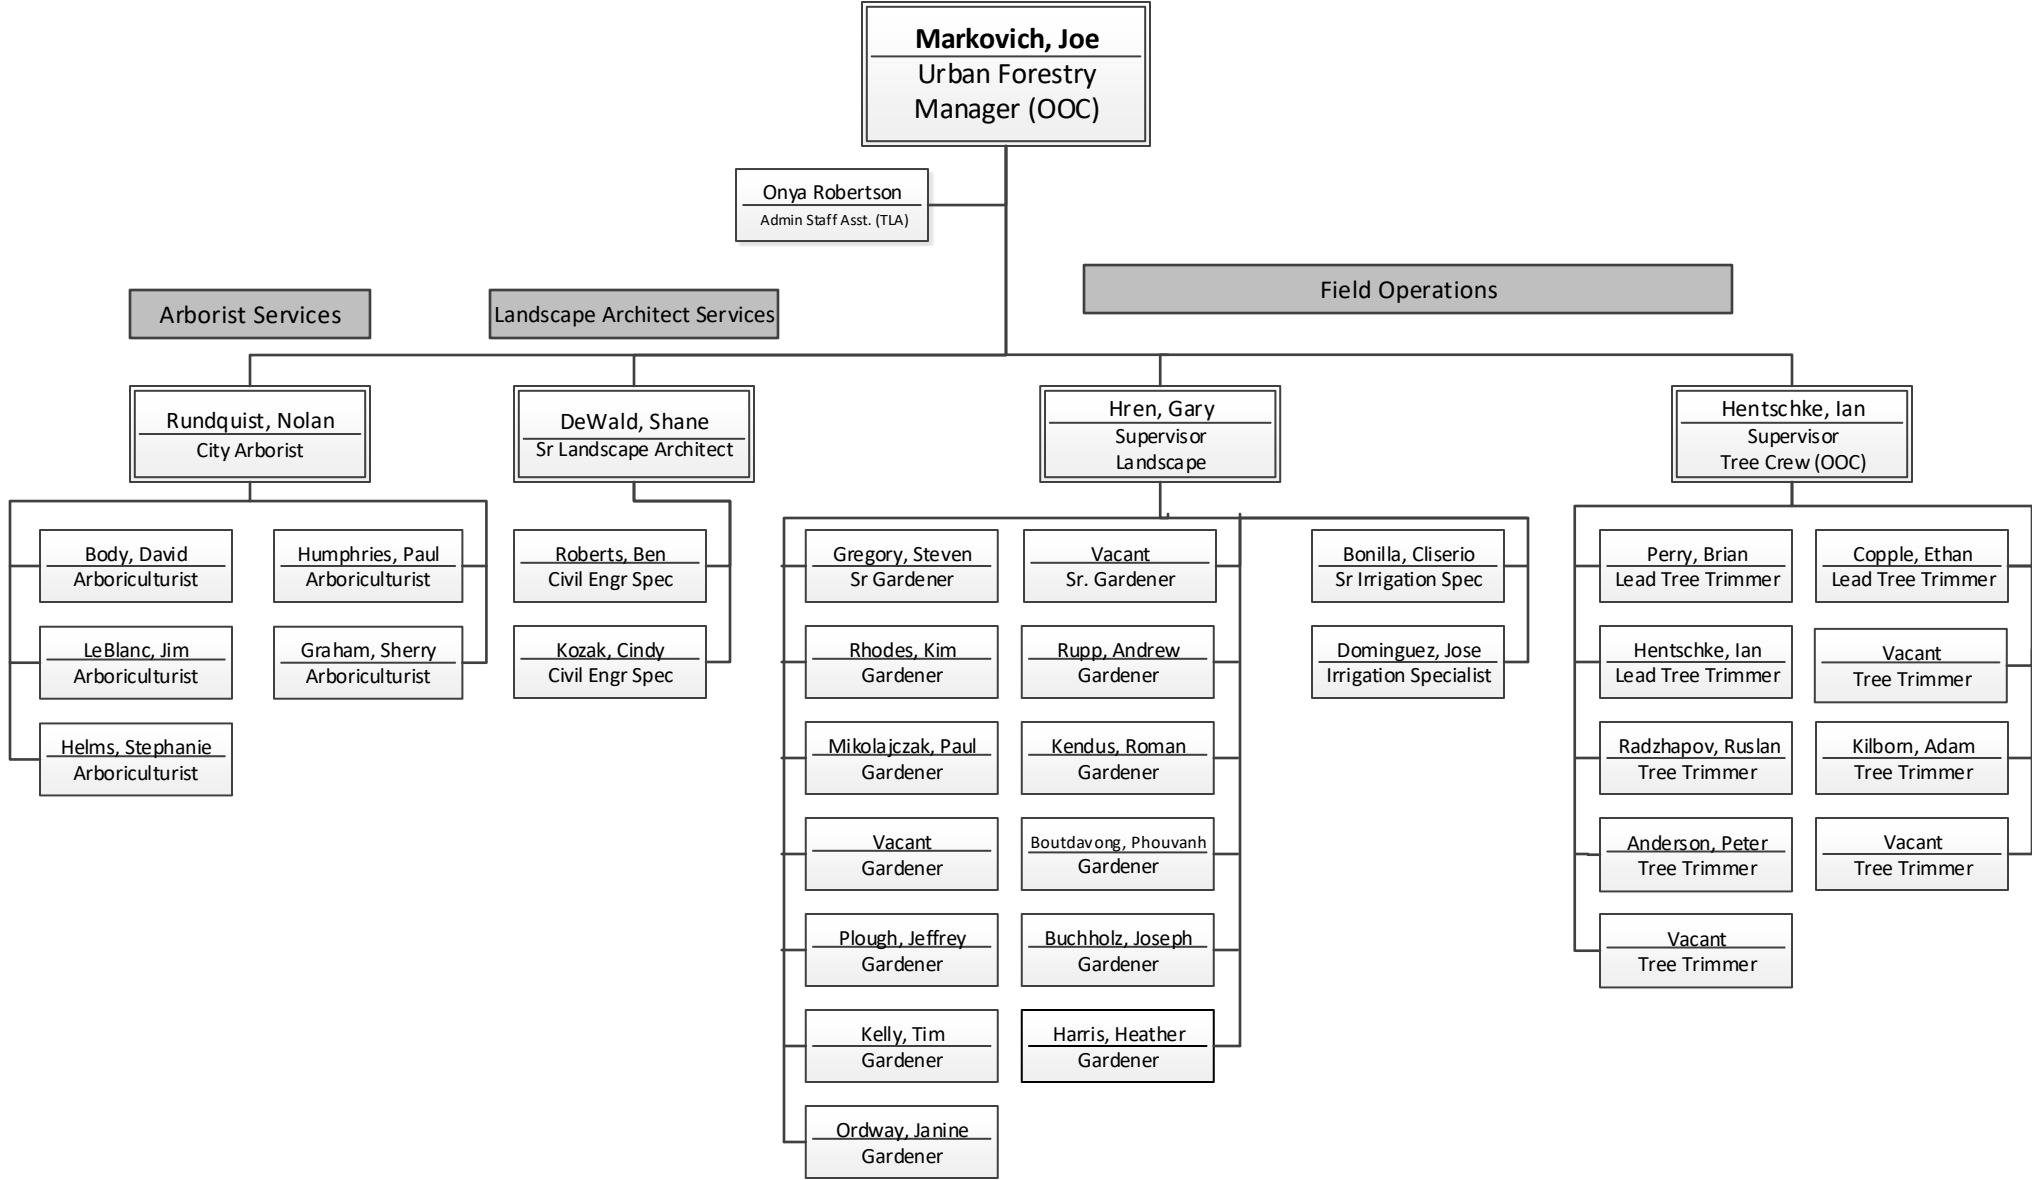 Markovich, Joe
Urban Forestry
Manager (OOC)
Onya Robertson
Admin Staff Asst. (TLA)
Arborist Services
Landscape Architect Services
Field Operations
Rundquist, Nolan
City Arborist
DeWald, Shane
Sr Landscape Architect
Hren, Gary
Supervisor
Landscape
Hentschke, Ian
Supervisor
Tree Crew (OOC)
Body, David
Arboriculturist
Humphries, Paul
Arboriculturist
LeBlanc, Jim
Arboriculturist
Graham, Sherry
Arboriculturist
Helms, Stephanie
Arboriculturist
Roberts, Ben
Civil Engr Spec
Kozak, Cindy
Civil Engr Spec
Gregory, Steven
Sr Gardener
Vacant
Sr. Gardener
Rhodes, Kim
Gardener
Rupp, Andrew
Gardener
Mikolajczak, Paul
Gardener
Kendus, Roman
Gardener
Vacant
Gardener
Boutdavong, Phouvanh
Gardener
Plough, Jeffrey
Gardener
Buchholz, Joseph
Gardener
Kelly, Tim
Gardener
Harris, Heather
Gardener
Ordway, Janine
Gardener
Bonilla, Cliserio
Sr Irrigation Spec
Dominguez, Jose
Irrigation Specialist
Perry, Brian
Lead Tree Trimmer
Copple, Ethan
Lead Tree Trimmer
Hentschke, Ian
Lead Tree Trimmer
Vacant
Tree Trimmer
Radzhapov, Ruslan
Tree Trimmer
Kilborn, Adam
Tree Trimmer
Anderson, Peter
Tree Trimmer
Vacant
Tree Trimmer
Vacant
Tree Trimmer